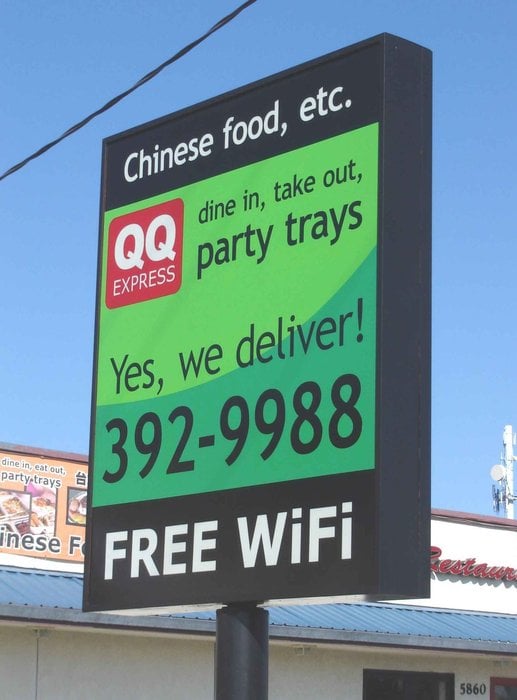 Chinese food, etc.
QQ
EXPRESS
dine in, take out,
party trays
Yes, we deliver!
392-9988
FREE WiFi
dine in, eat out,
party trays
台
5860